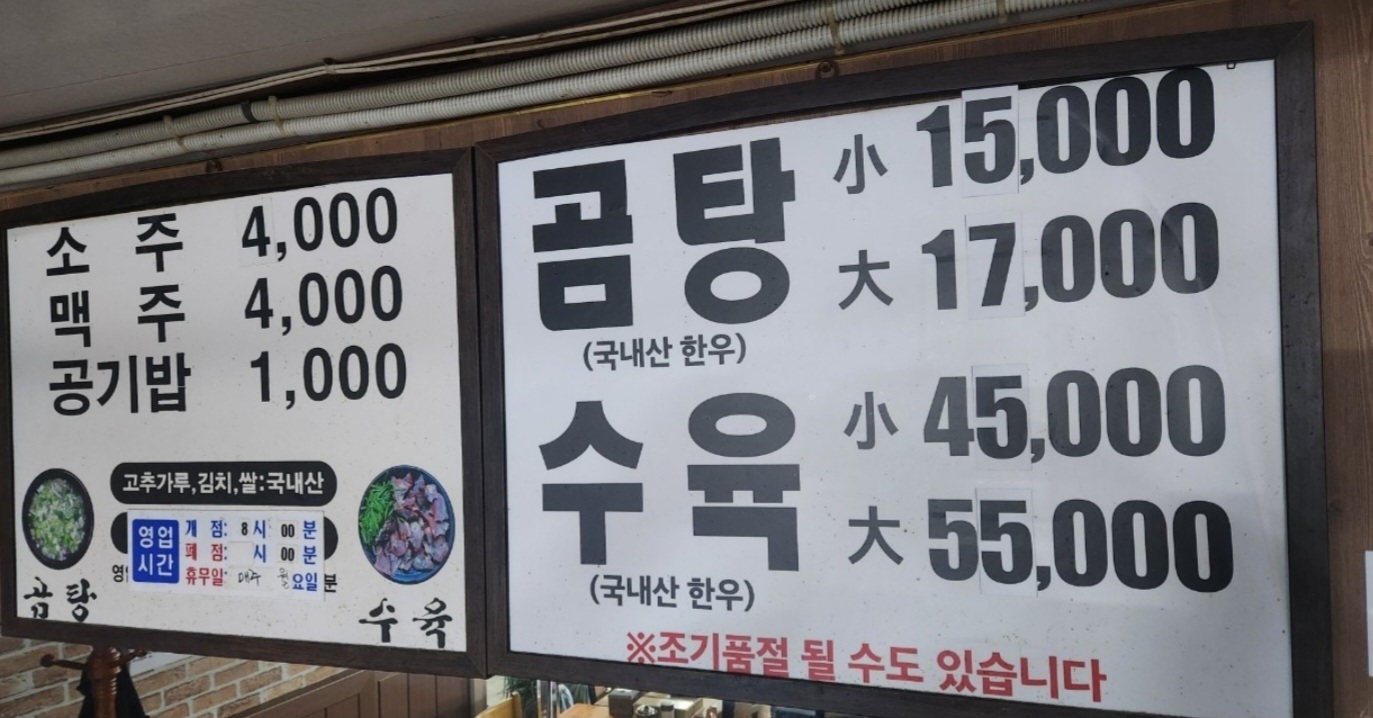 소 주 4,000
맥 주 4,000
공기밥 1,000
고추가루,김치,쌀:국내산
영업
시간
개 점: 8 시 00 분
폐 점: 시 00 분
휴무일: 매주 월 요일
영
분
곰탕
수육
곰탕 小 15,000
大 17,000
(국내산 한우)
수육 小 45,000
大 55,000
(국내산 한우)
※조기품절 될 수도 있습니다